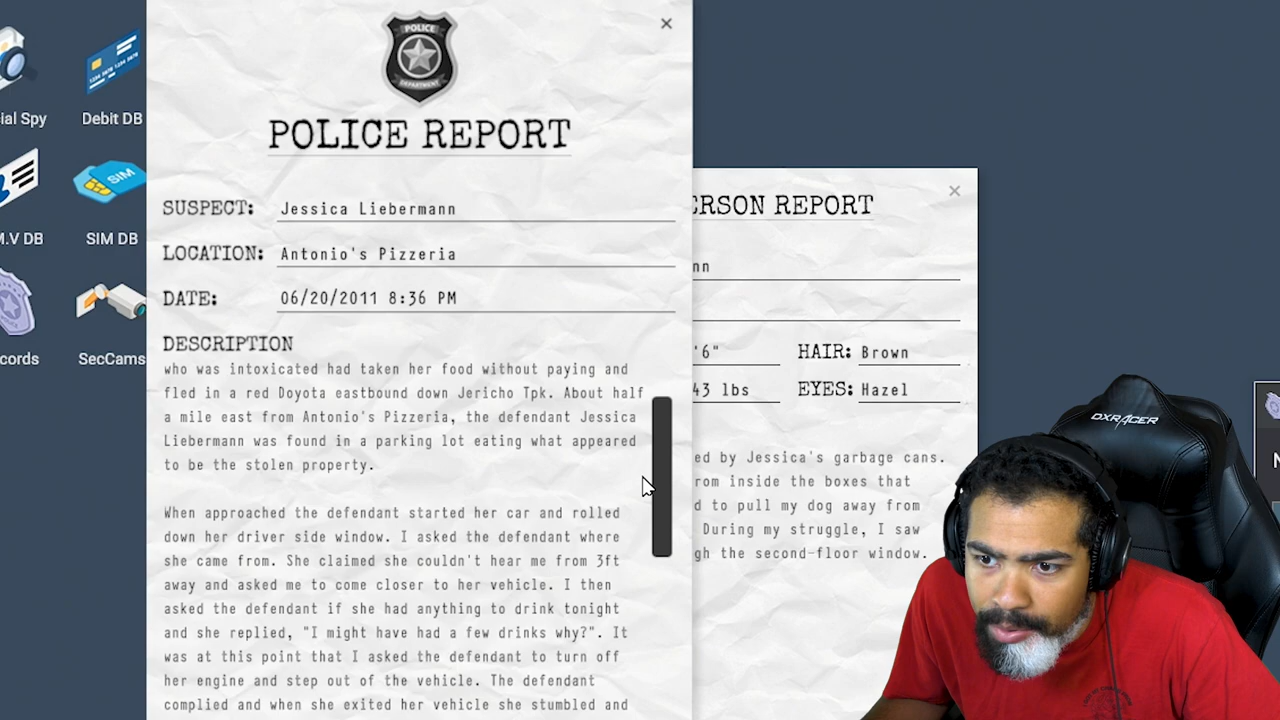 ial Spy
Debit DB
M.V DB
SIM DB
SIM
cords
SecCams
POLICE
DEPARTMENT
POLICE REPORT
SUSPECT: Jessica Liebermann
LOCATION: Antonio's Pizzeria
DATE: 06/20/2011 8:36 PM
DESCRIPTION
who was intoxicated had taken her food without paying and
fled in a red Doyota eastbound down Jericho Tpk. About half
a mile east from Antonio's Pizzeria, the defendant Jessica
Liebermann was found in a parking lot eating what appeared
to be the stolen property.
When approached the defendant started her car and rolled
down her driver side window. I asked the defendant where
she came from. She claimed she couldn't hear me from 3ft
away and asked me to come closer to her vehicle. I then
asked the defendant if she had anything to drink tonight
and she replied, "I might have had a few drinks why?". It
was at this point that I asked the defendant to turn off
her engine and step out of the vehicle. The defendant
complied and when she exited her vehicle she stumbled and
ERSON REPORT
nn
'6" HAIR: Brown
43 lbs EYES: Hazel
ed by Jessica's garbage cans.
rom inside the boxes that
d to pull my dog away from
During my struggle, I saw
gh the second-floor window.
DXRACER